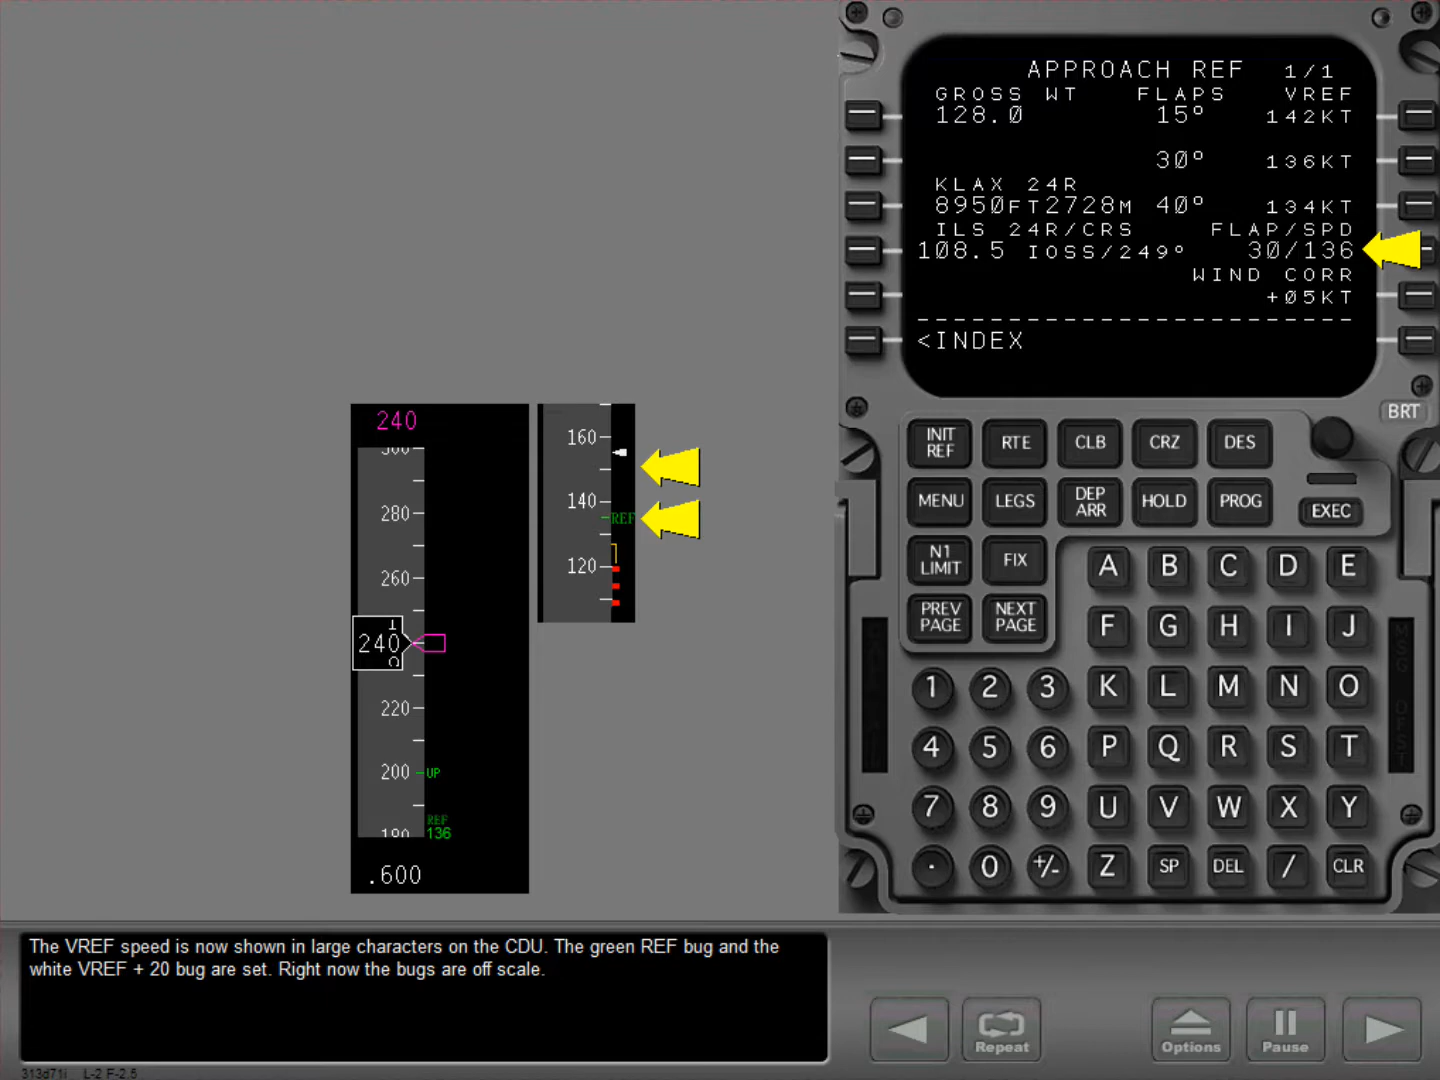 APPROACH REF 1/1
GROSS WT FLAPS VREF
128.0 15° 142KT
30° 136KT
KLAX 24R
8950FT2728M 40° 134KT
ILS 24R/CRS FLAP/SPD
108.5 IOSS/249° 30/136
WIND CORR
+05KT
------------------------
<INDEX
BRT
INIT REF RTE CLB CRZ DES
MENU LEGS DEP ARR HOLD PROG EXEC
N1 LIMIT FIX
PREV PAGE NEXT PAGE
A B C D E
F G H I J
1 2 3 K L M N O
4 5 6 P Q R S T
7 8 9 U V W X Y
. 0 +/- Z SP DEL / CLR
240
300
280
260
240
220
200 UP
REF
180 136
.600
160
140
REF
120
The VREF speed is now shown in large characters on the CDU. The green REF bug and the
white VREF + 20 bug are set. Right now the bugs are off scale.
Repeat Options Pause
313d71i L-2 F-2.5